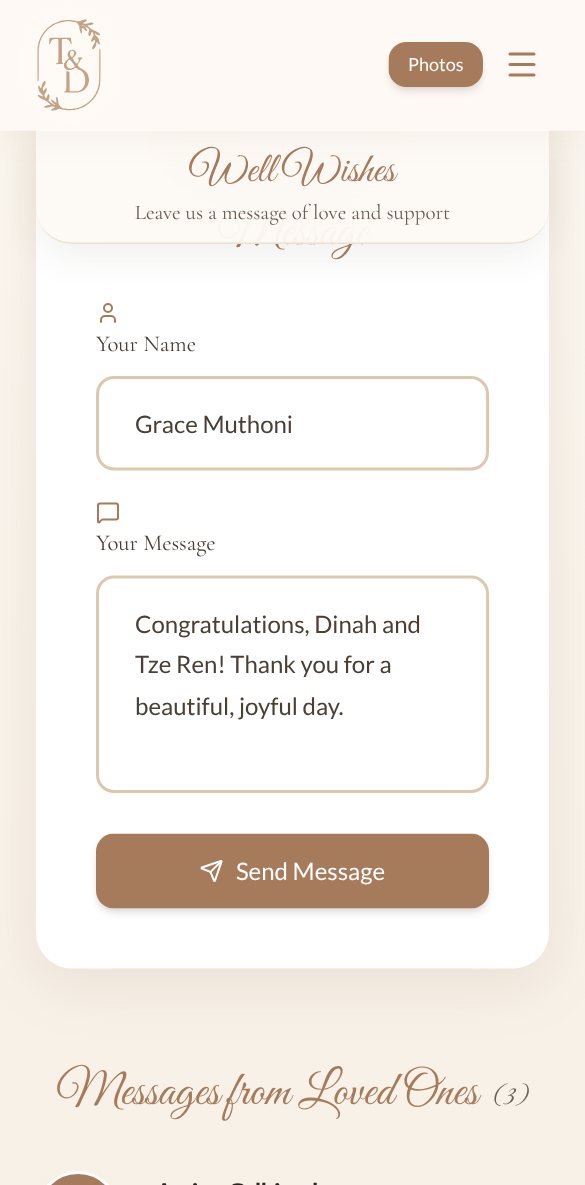 T&D
Photos
Well Wishes
Leave us a message of love and support
Message
Your Name
Grace Muthoni
Your Message
Congratulations, Dinah and
Tze Ren! Thank you for a
beautiful, joyful day.
Send Message
Messages from Loved Ones (3)